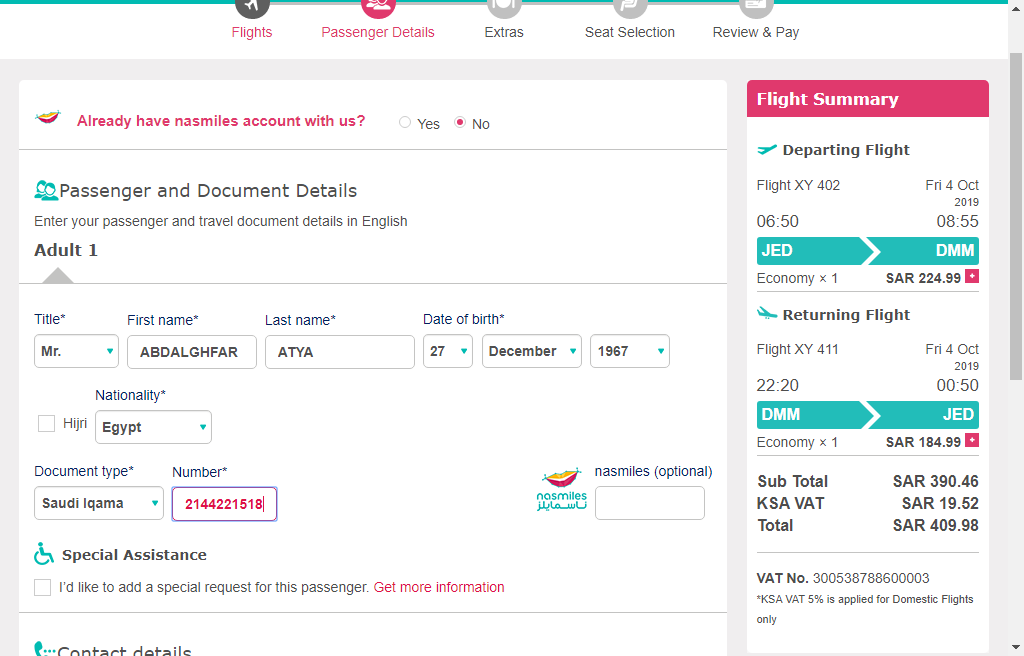 Flights
Passenger Details
Extras
Seat Selection
Review & Pay
Already have nasmiles account with us?
Yes
No
Passenger and Document Details
Enter your passenger and travel document details in English
Adult 1
Title*
First name*
Last name*
Date of birth*
Mr.
ABDALGHFAR
ATYA
27
December
1967
Nationality*
Hijri
Egypt
Document type*
Number*
nasmiles (optional)
Saudi Iqama
2144221518
nasmiles
ناسمايلز
Special Assistance
I'd like to add a special request for this passenger. Get more information
Contact details
Flight Summary
Departing Flight
Flight XY 402 Fri 4 Oct
2019
06:50 08:55
JED DMM
Economy × 1 SAR 224.99 +
Returning Flight
Flight XY 411 Fri 4 Oct
2019
22:20 00:50
DMM JED
Economy × 1 SAR 184.99 +
Sub Total SAR 390.46
KSA VAT SAR 19.52
Total SAR 409.98
VAT No. 300538788600003
*KSA VAT 5% is applied for Domestic Flights
only